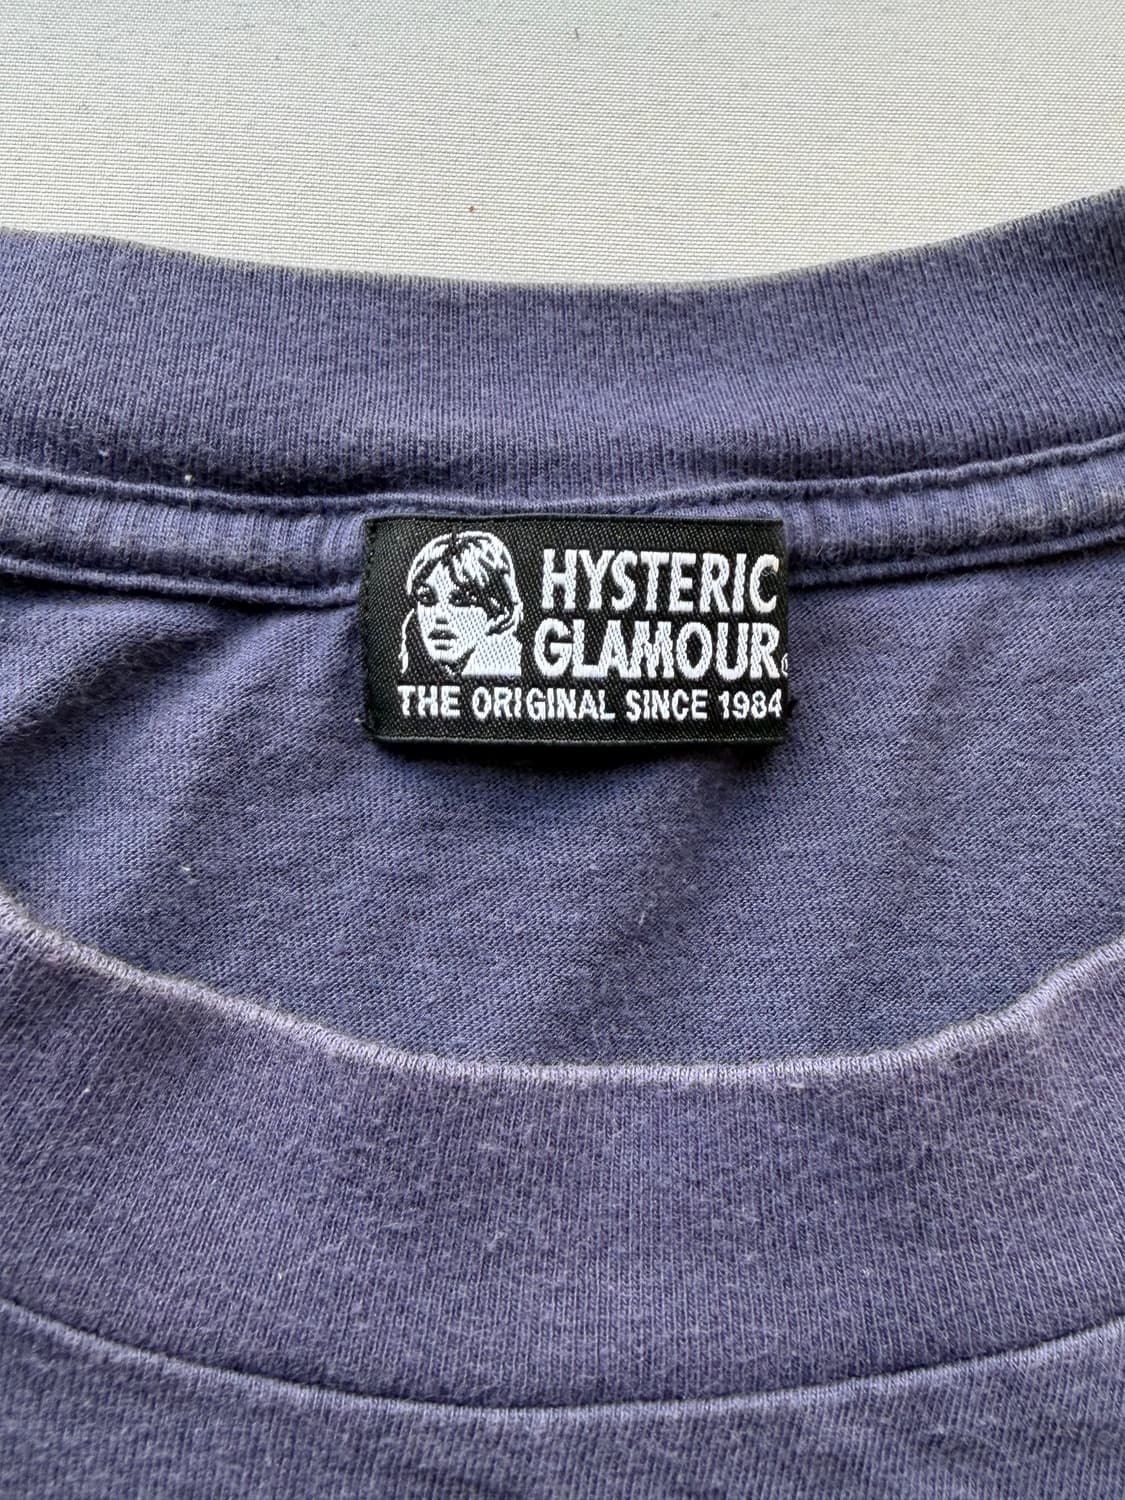 HYSTERIC
GLAMOUR®
THE ORIGINAL SINCE 1984